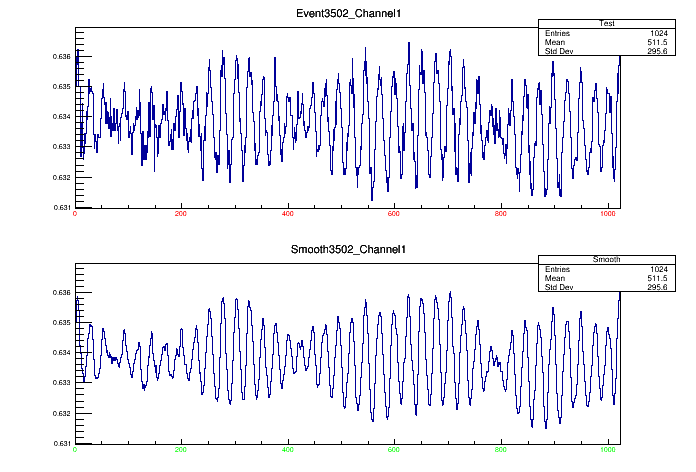 Event3502_Channel1
Test
Entries 1024
Mean 511.5
Std Dev 295.6
0.636
0.635
0.634
0.633
0.632
0.631
0 200 400 600 800 1000
Smooth3502_Channel1
Smooth
Entries 1024
Mean 511.5
Std Dev 295.6
0.636
0.635
0.634
0.633
0.632
0.631
0 200 400 600 800 1000